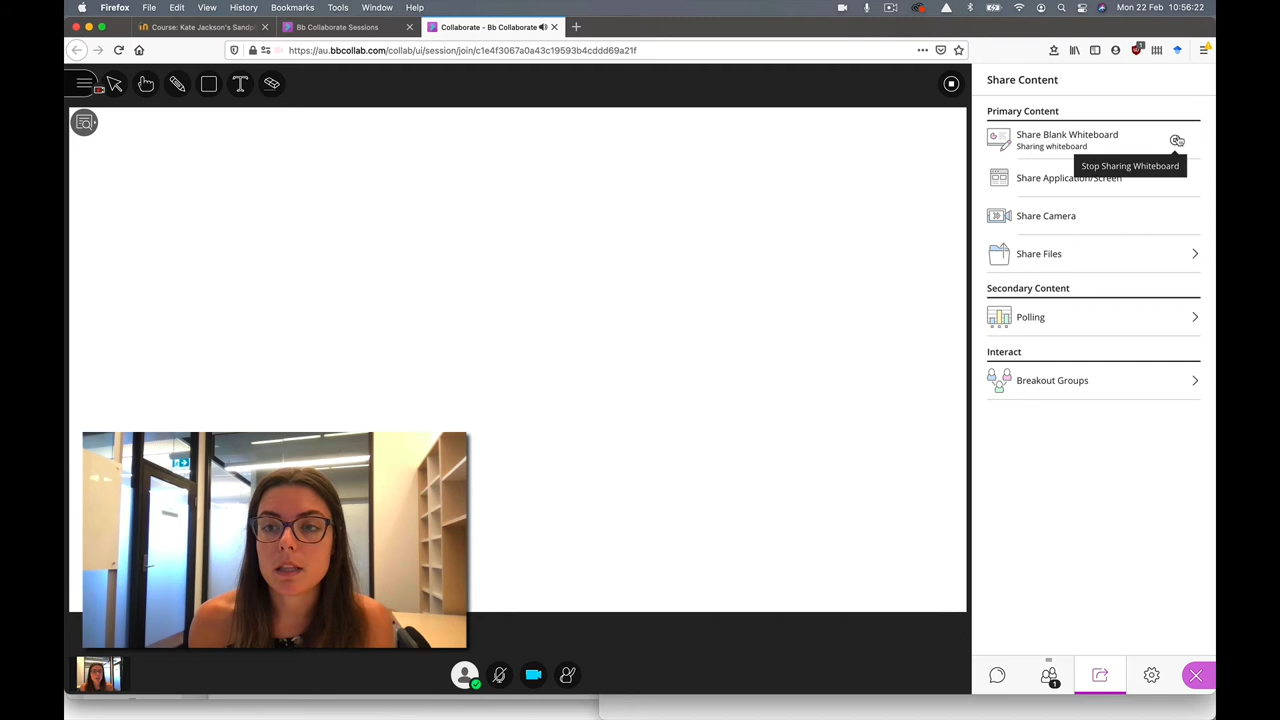 Firefox File Edit View History Bookmarks Tools Window Help Mon 22 Feb 10:56:22
Course: Kate Jackson's Sandp
Bb Collaborate Sessions
Collaborate - Bb Collaborate
https://au.bbcollab.com/collab/ui/session/join/c1e4f3067a0a43c19593b4cddd69a21f
Share Content
Primary Content
Share Blank Whiteboard
Sharing whiteboard
Stop Sharing Whiteboard
Share Application/Screen
Share Camera
Share Files
Secondary Content
Polling
Interact
Breakout Groups
1